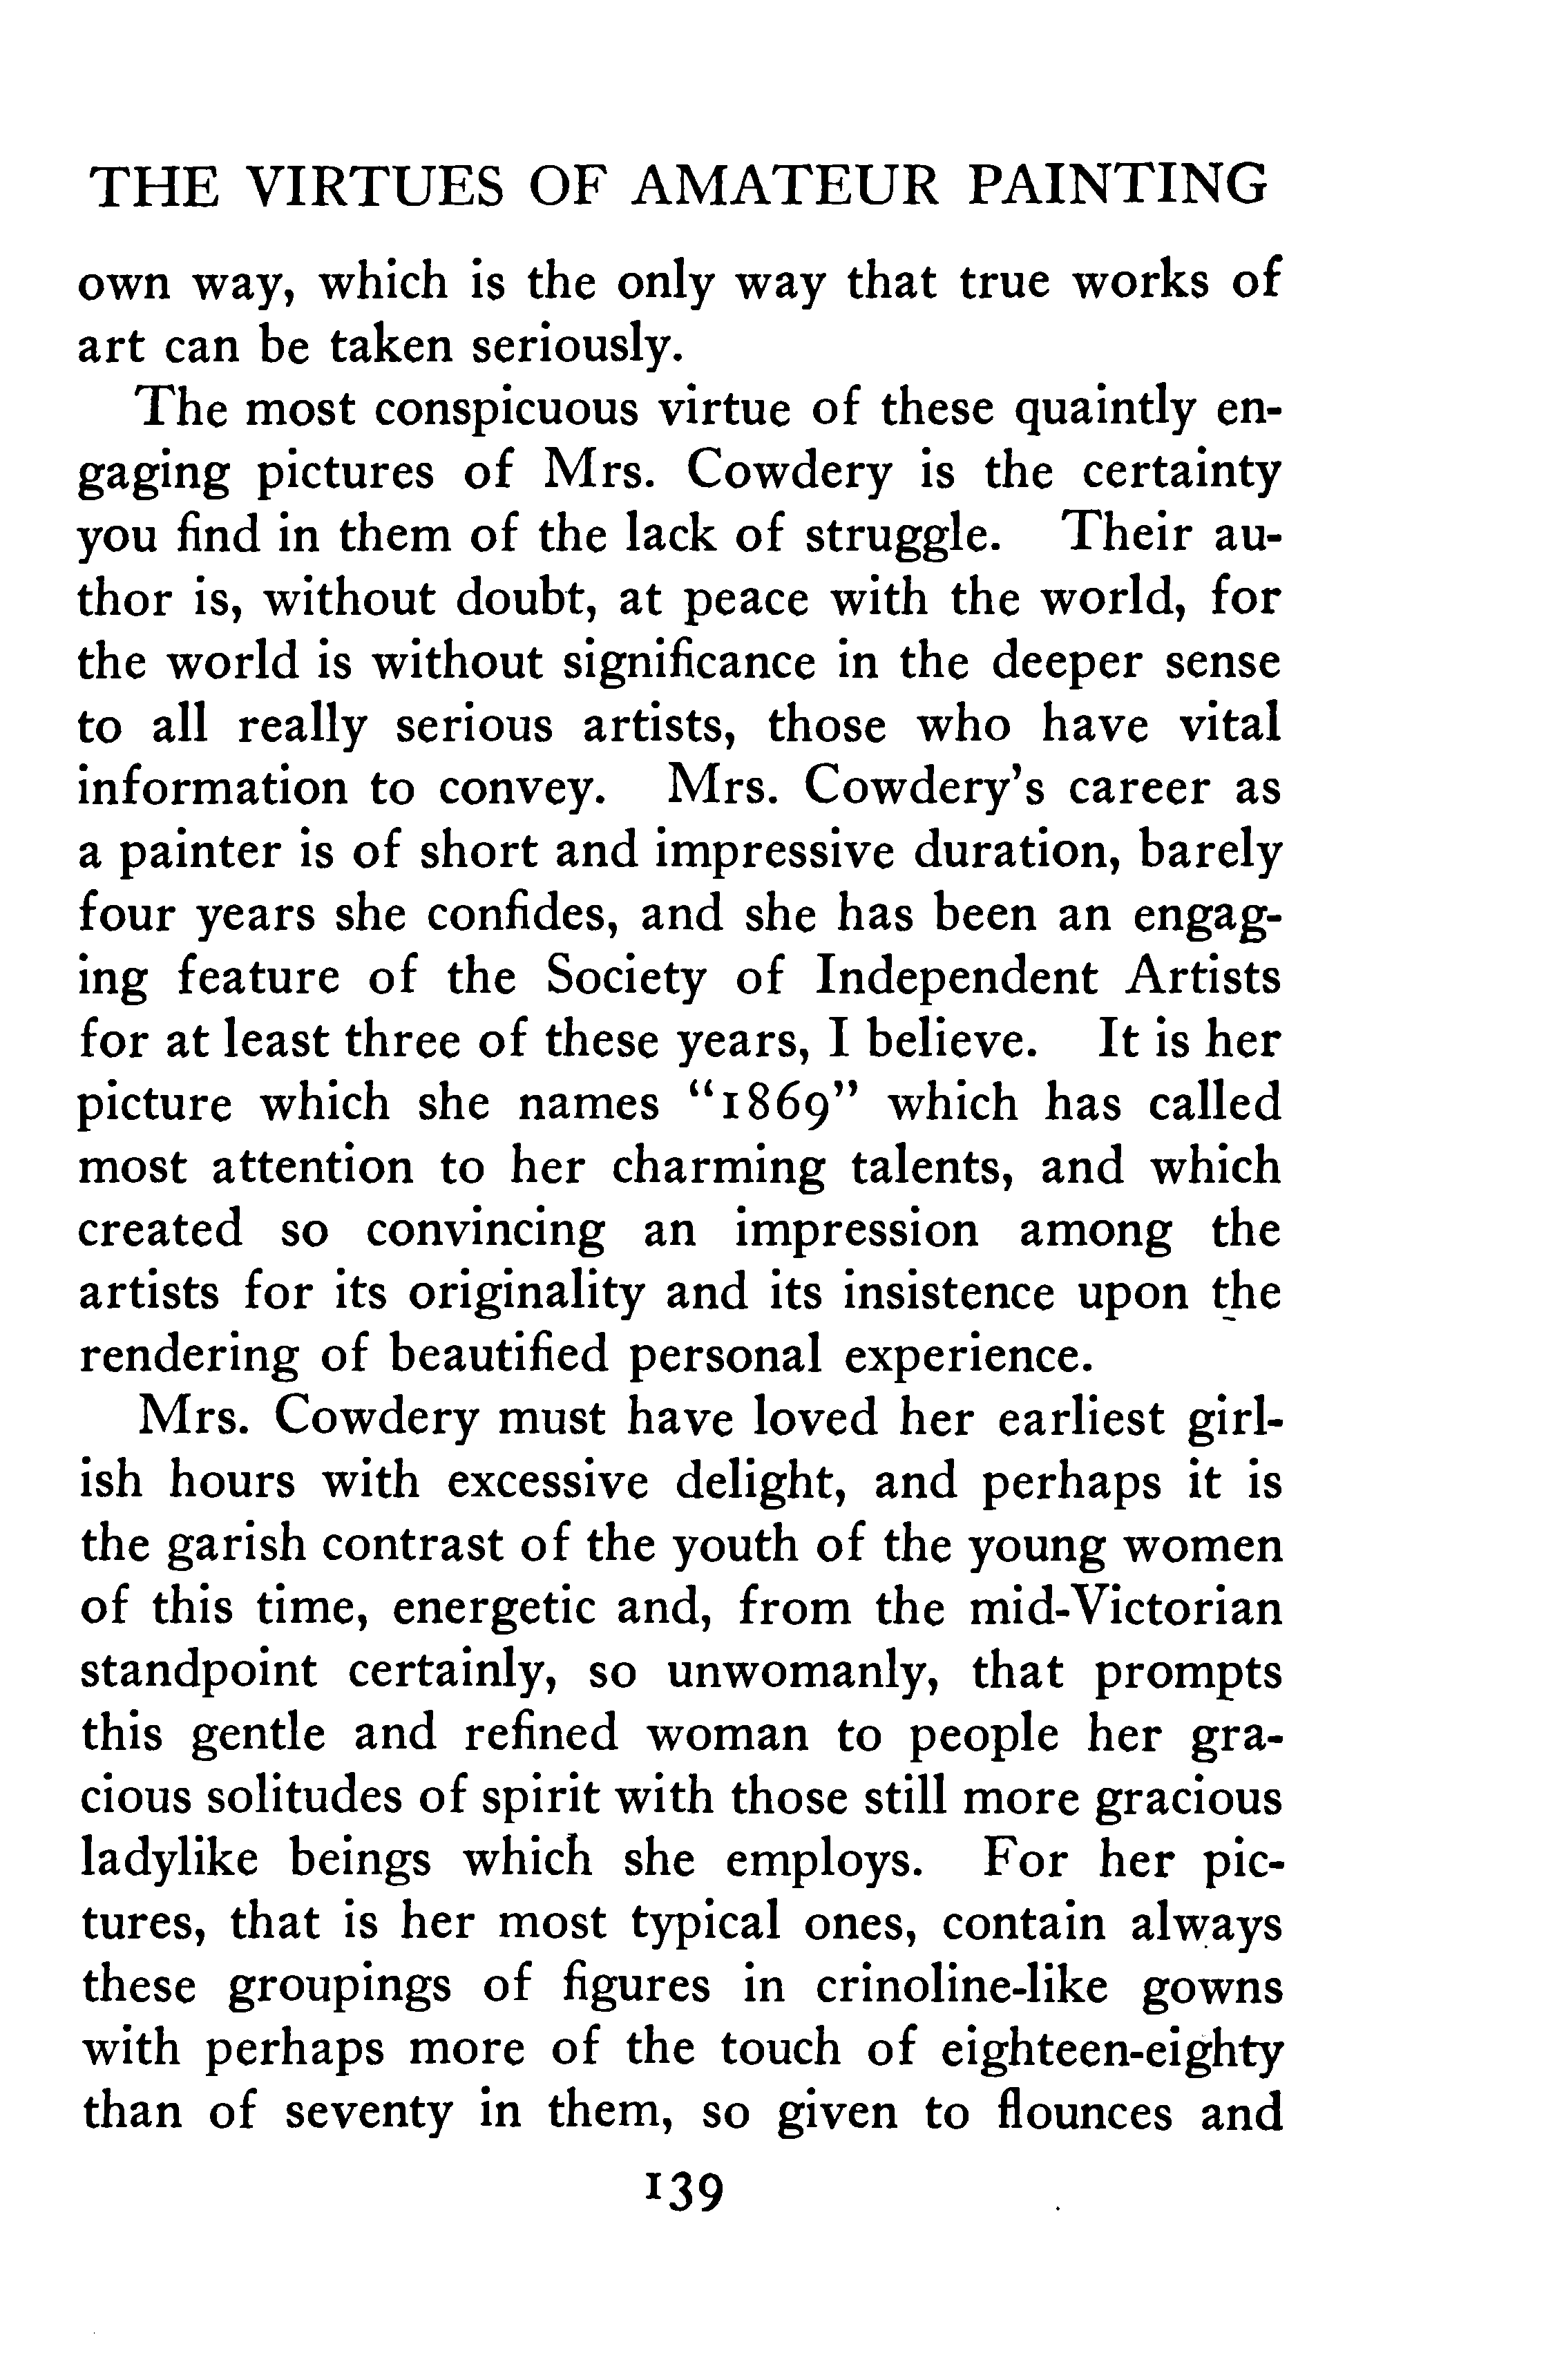 THE VIRTUES OF AMATEUR PAINTING
own way, which is the only way that true works of
art can be taken seriously.
The most conspicuous virtue of these quaintly en-
gaging pictures of Mrs. Cowdery is the certainty
you find in them of the lack of struggle. Their au-
thor is, without doubt, at peace with the world, for
the world is without significance in the deeper sense
to all really serious artists, those who have vital
information to convey. Mrs. Cowdery's career as
a painter is of short and impressive duration, barely
four years she confides, and she has been an engag-
ing feature of the Society of Independent Artists
for at least three of these years, I believe. It is her
picture which she names “1869” which has called
most attention to her charming talents, and which
created so convincing an impression among the
artists for its originality and its insistence upon the
rendering of beautified personal experience.
Mrs. Cowdery must have loved her earliest girl-
ish hours with excessive delight, and perhaps it is
the garish contrast of the youth of the young women
of this time, energetic and, from the mid-Victorian
standpoint certainly, so unwomanly, that prompts
this gentle and refined woman to people her gra-
cious solitudes of spirit with those still more gracious
ladylike beings which she employs. For her pic-
tures, that is her most typical ones, contain always
these groupings of figures in crinoline-like gowns
with perhaps more of the touch of eighteen-eighty
than of seventy in them, so given to flounces and
139